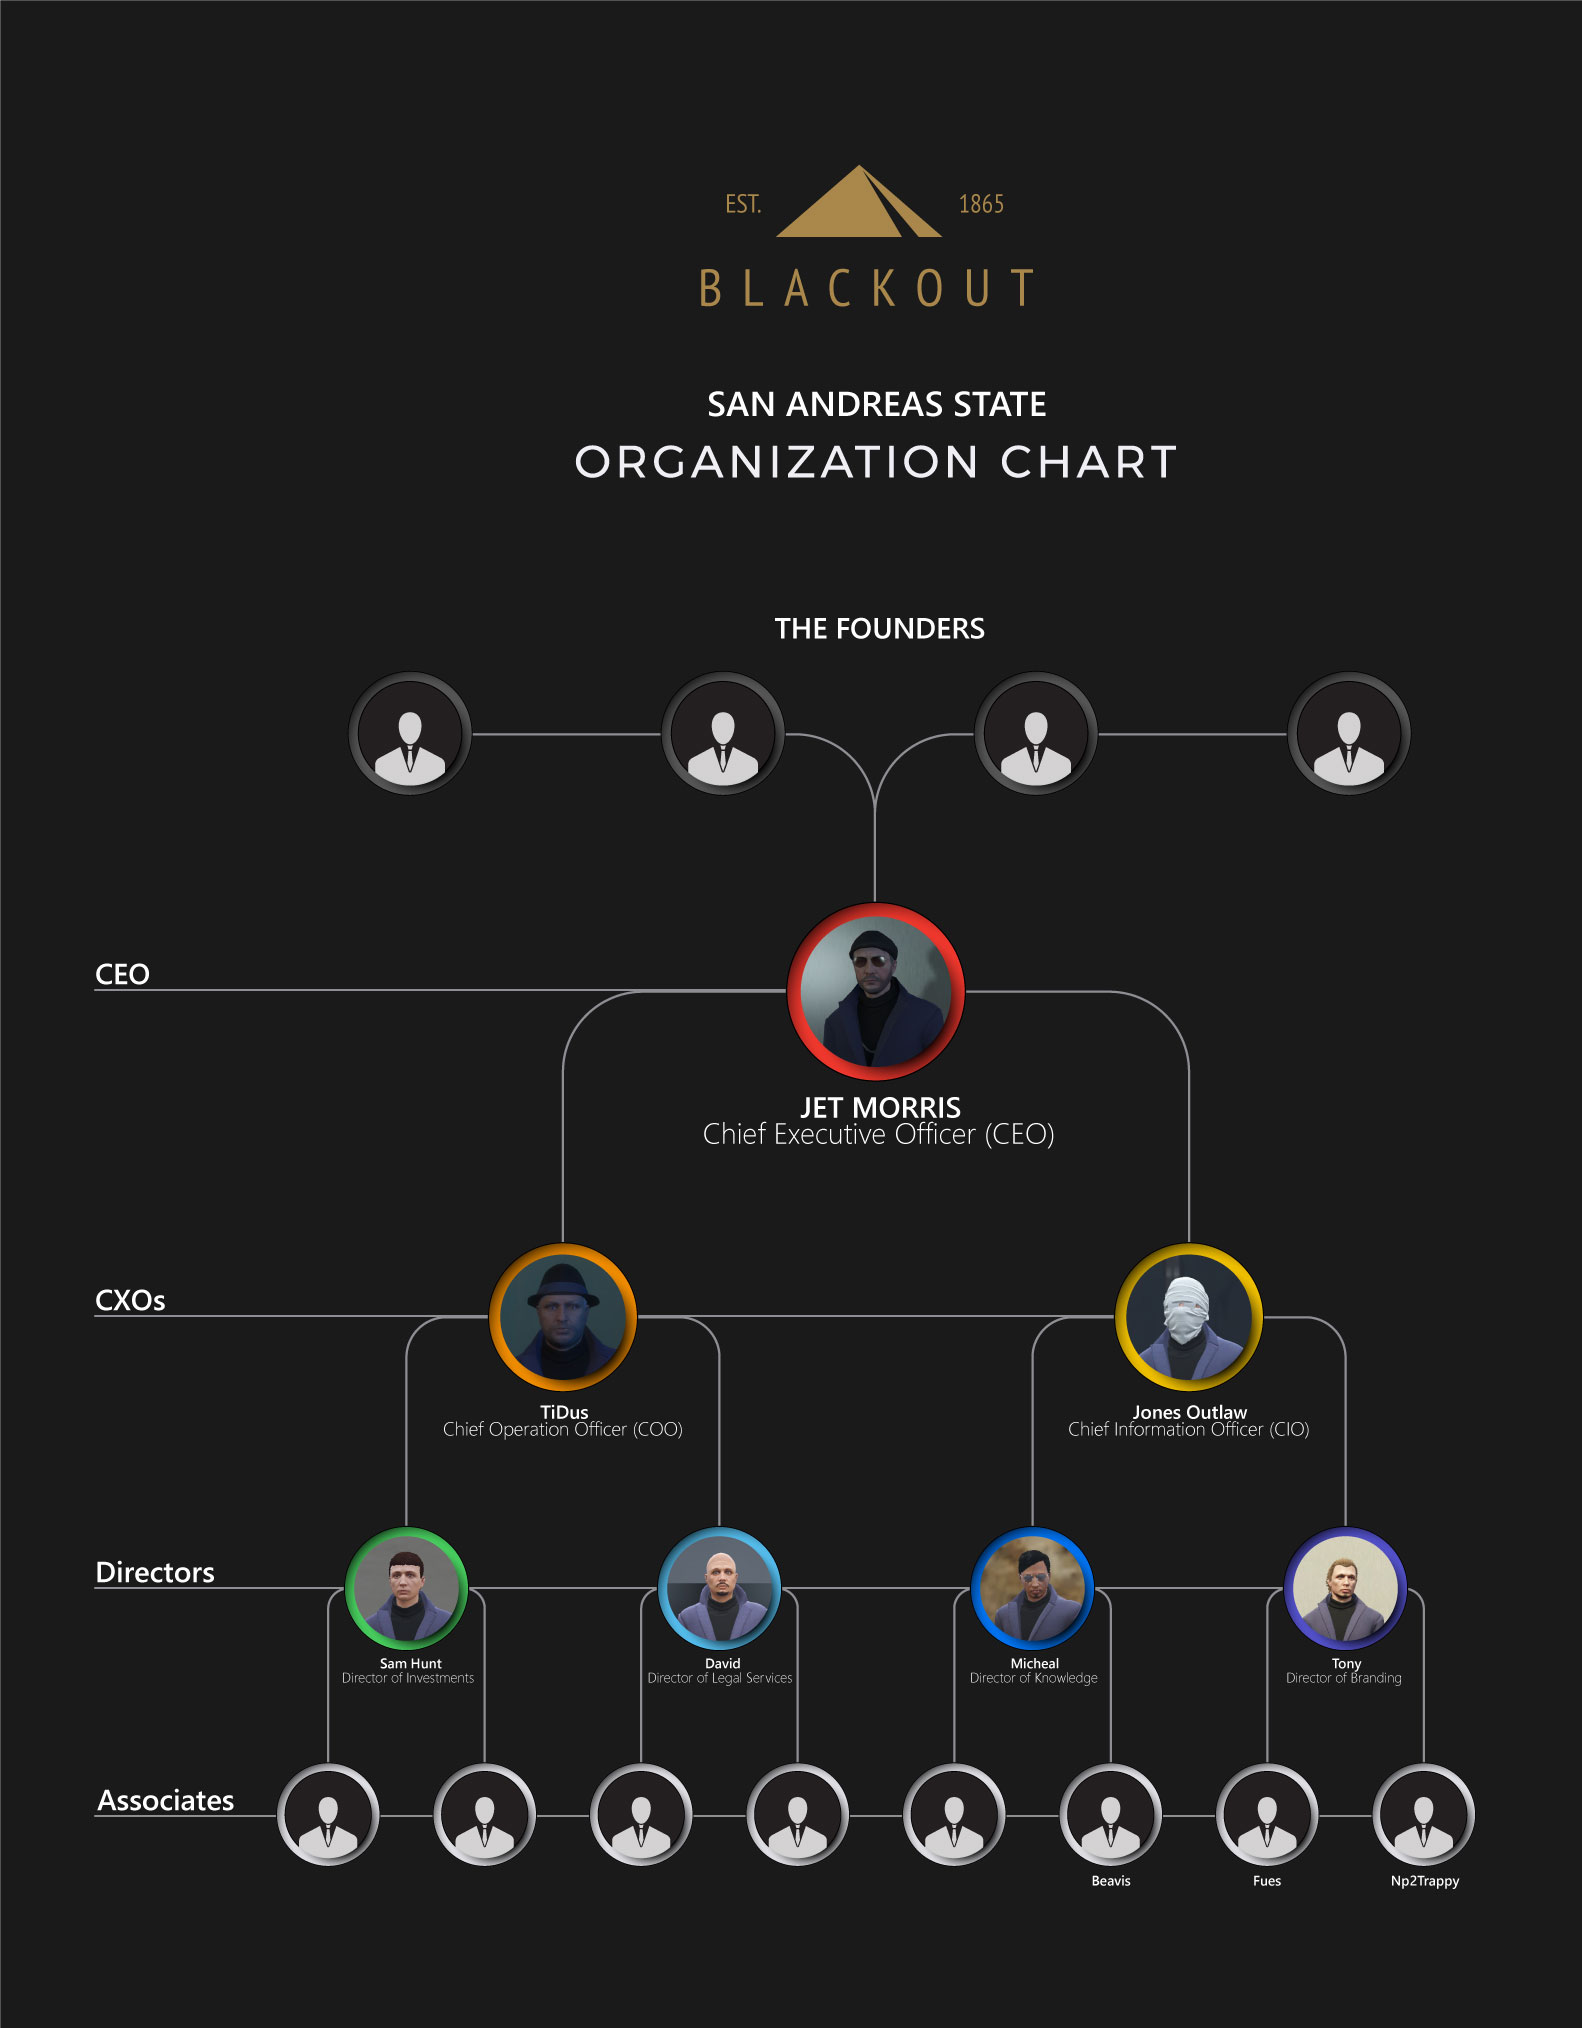 EST. 1865
BLACKOUT
SAN ANDREAS STATE
ORGANIZATION CHART
THE FOUNDERS
CEO
JET MORRIS
Chief Executive Officer (CEO)
CXOs
TiDus
Chief Operation Officer (COO)
Jones Outlaw
Chief Information Officer (CIO)
Directors
Sam Hunt
Director of Investments
David
Director of Legal Services
Micheal
Director of Knowledge
Tony
Director of Branding
Associates
Beavis
Fues
Np2Trappy